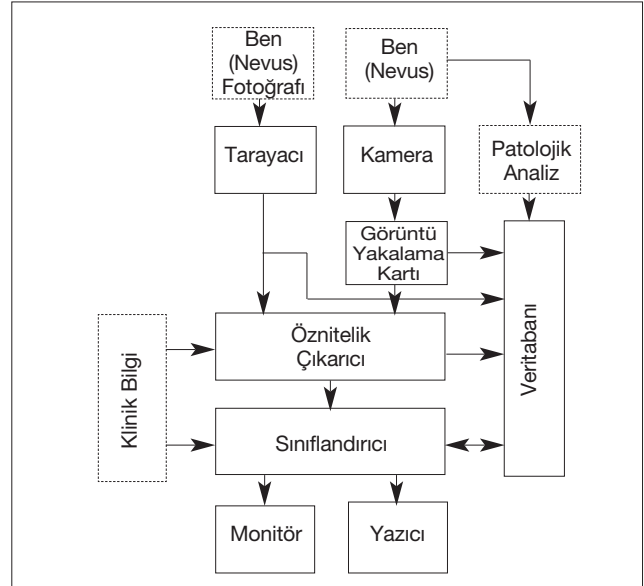 Ben
(Nevus)
Fotoğrafı
Ben
(Nevus)
Tarayacı
Kamera
Patolojik
Analiz
Görüntü
Yakalama
Kartı
Öznitelik
Çıkarıcı
Veritabanı
Klinik Bilgi
Sınıflandırıcı
Monitör
Yazıcı